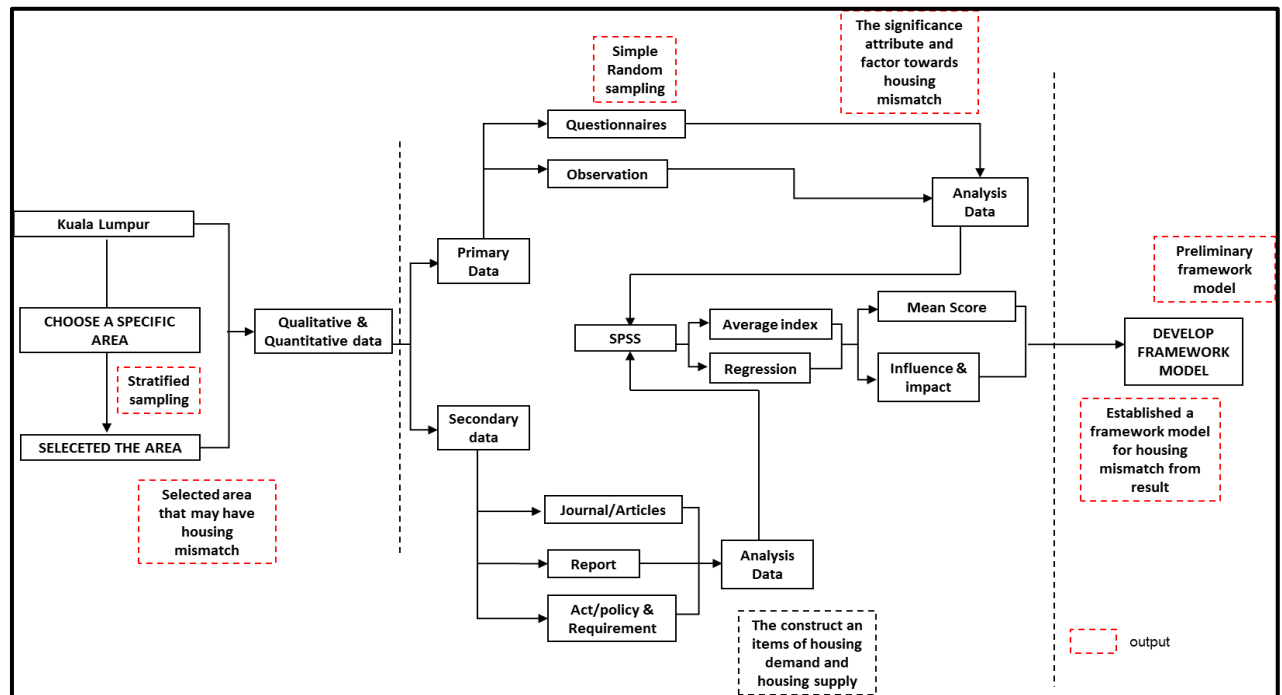 Kuala Lumpur
CHOOSE A SPECIFIC
AREA
Stratified
sampling
SELECETED THE AREA
Selected area
that may have
housing
mismatch
Qualitative &
Quantitative data
Primary
Data
Secondary
data
Simple
Random
sampling
Questionnaires
Observation
The significance
attribute and
factor towards
housing
mismatch
Analysis
Data
SPSS
Average index
Regression
Mean Score
Influence &
impact
Journal/Articles
Report
Act/policy &
Requirement
Analysis
Data
The construct an
items of housing
demand and
housing supply
Preliminary
framework
model
DEVELOP
FRAMEWORK
MODEL
Established a
framework model
for housing
mismatch from
result
output